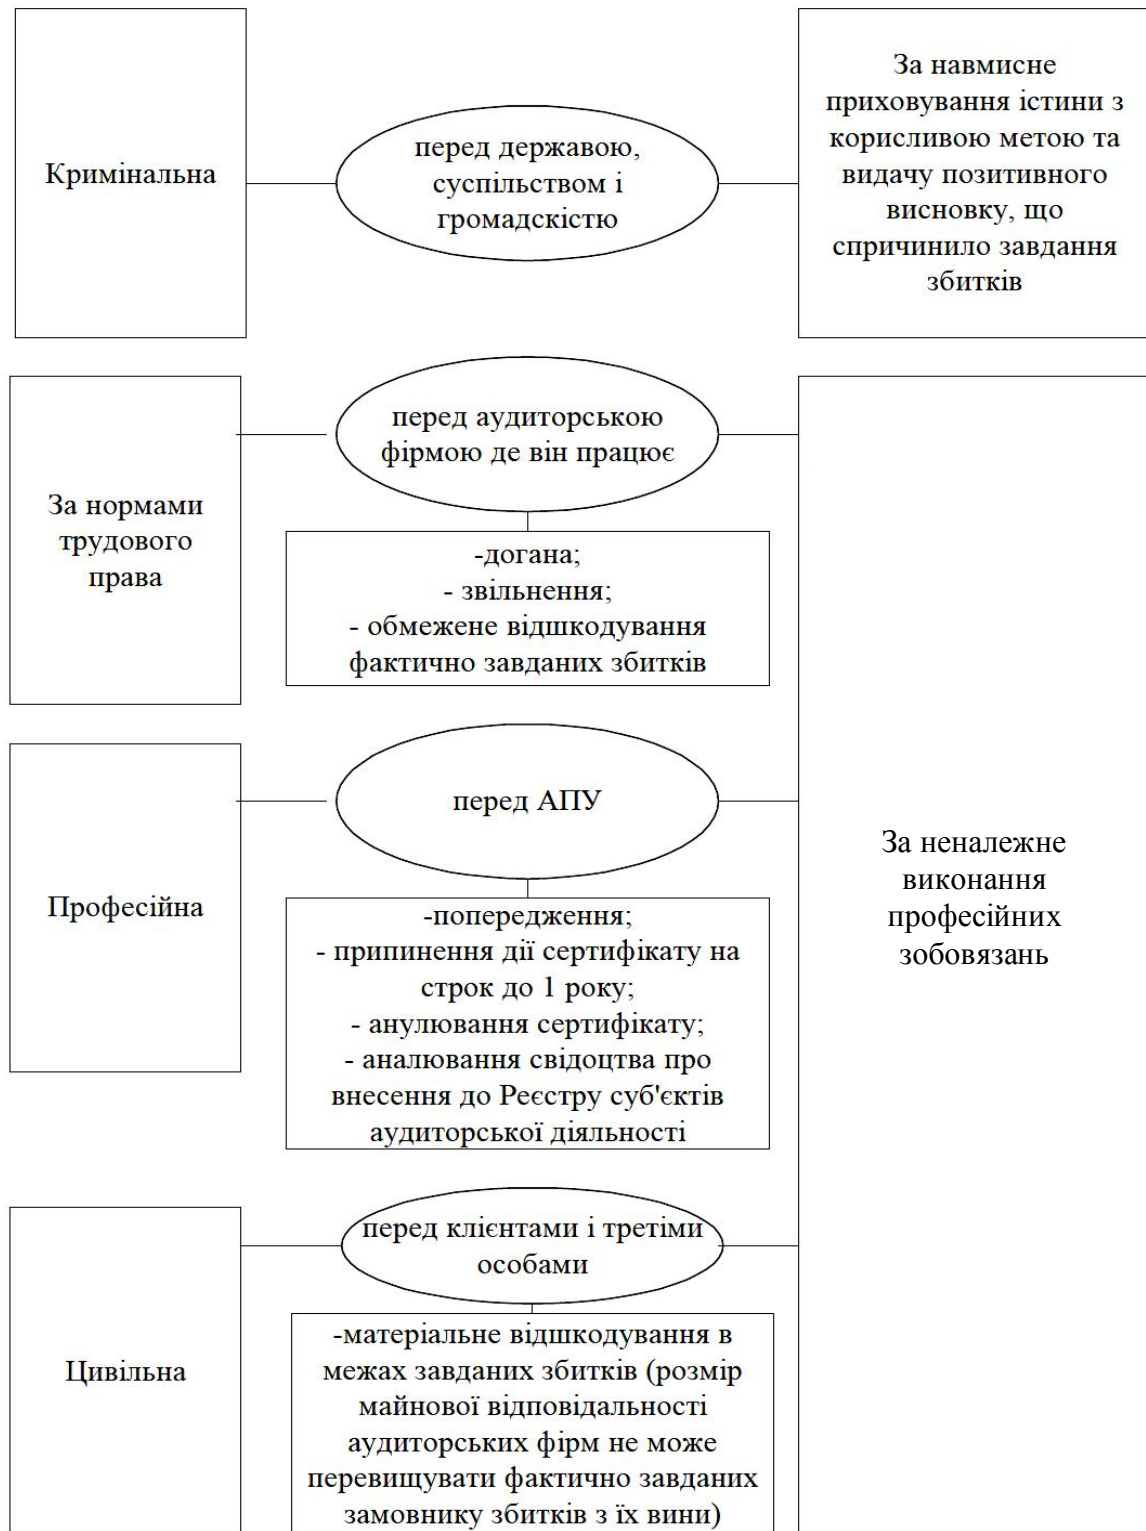 Кримінальна
перед державою,
суспільством і
громадскістю
За навмисне
приховування істини з
корисливою метою та
видачу позитивного
висновку, що
спричинило завдання
збитків
За нормами
трудового
права
перед аудиторською
фірмою де він працює
-догана;
- звільнення;
- обмежене відшкодування
фактично завданих збитків
Професійна
перед АПУ
-попередження;
- припинення дії сертифікату на
строк до 1 року;
- анулювання сертифікату;
- аналювання свідоцтва про
внесення до Реєстру суб'єктів
аудиторської діяльності
За неналежне
виконання
професійних
зобовязань
Цивільна
перед клієнтами і третіми
особами
-матеріальне відшкодування в
межах завданих збитків (розмір
майнової відповідальності
аудиторських фірм не може
перевищувати фактично завданих
замовнику збитків з їх вини)